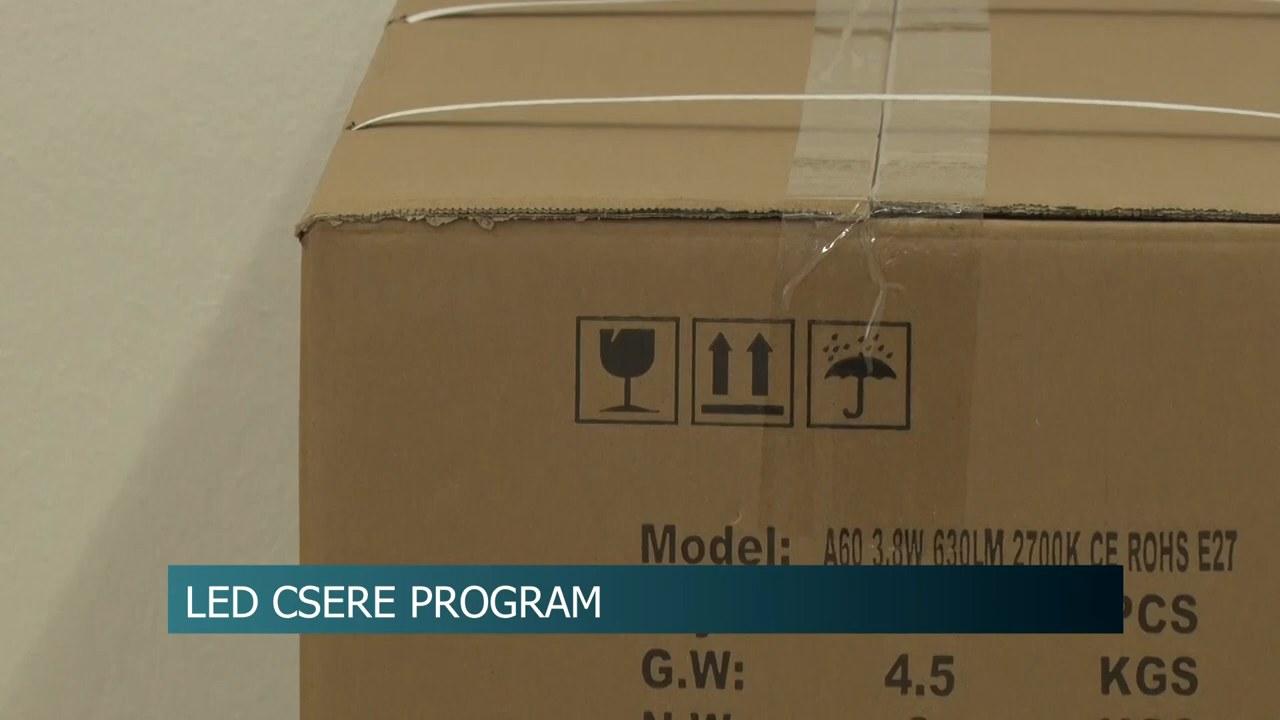 Model: A60 3.8W 630LM 2700K CE ROHS E27
LED CSERE PROGRAM
PCS
G.W: 4.5 KGS